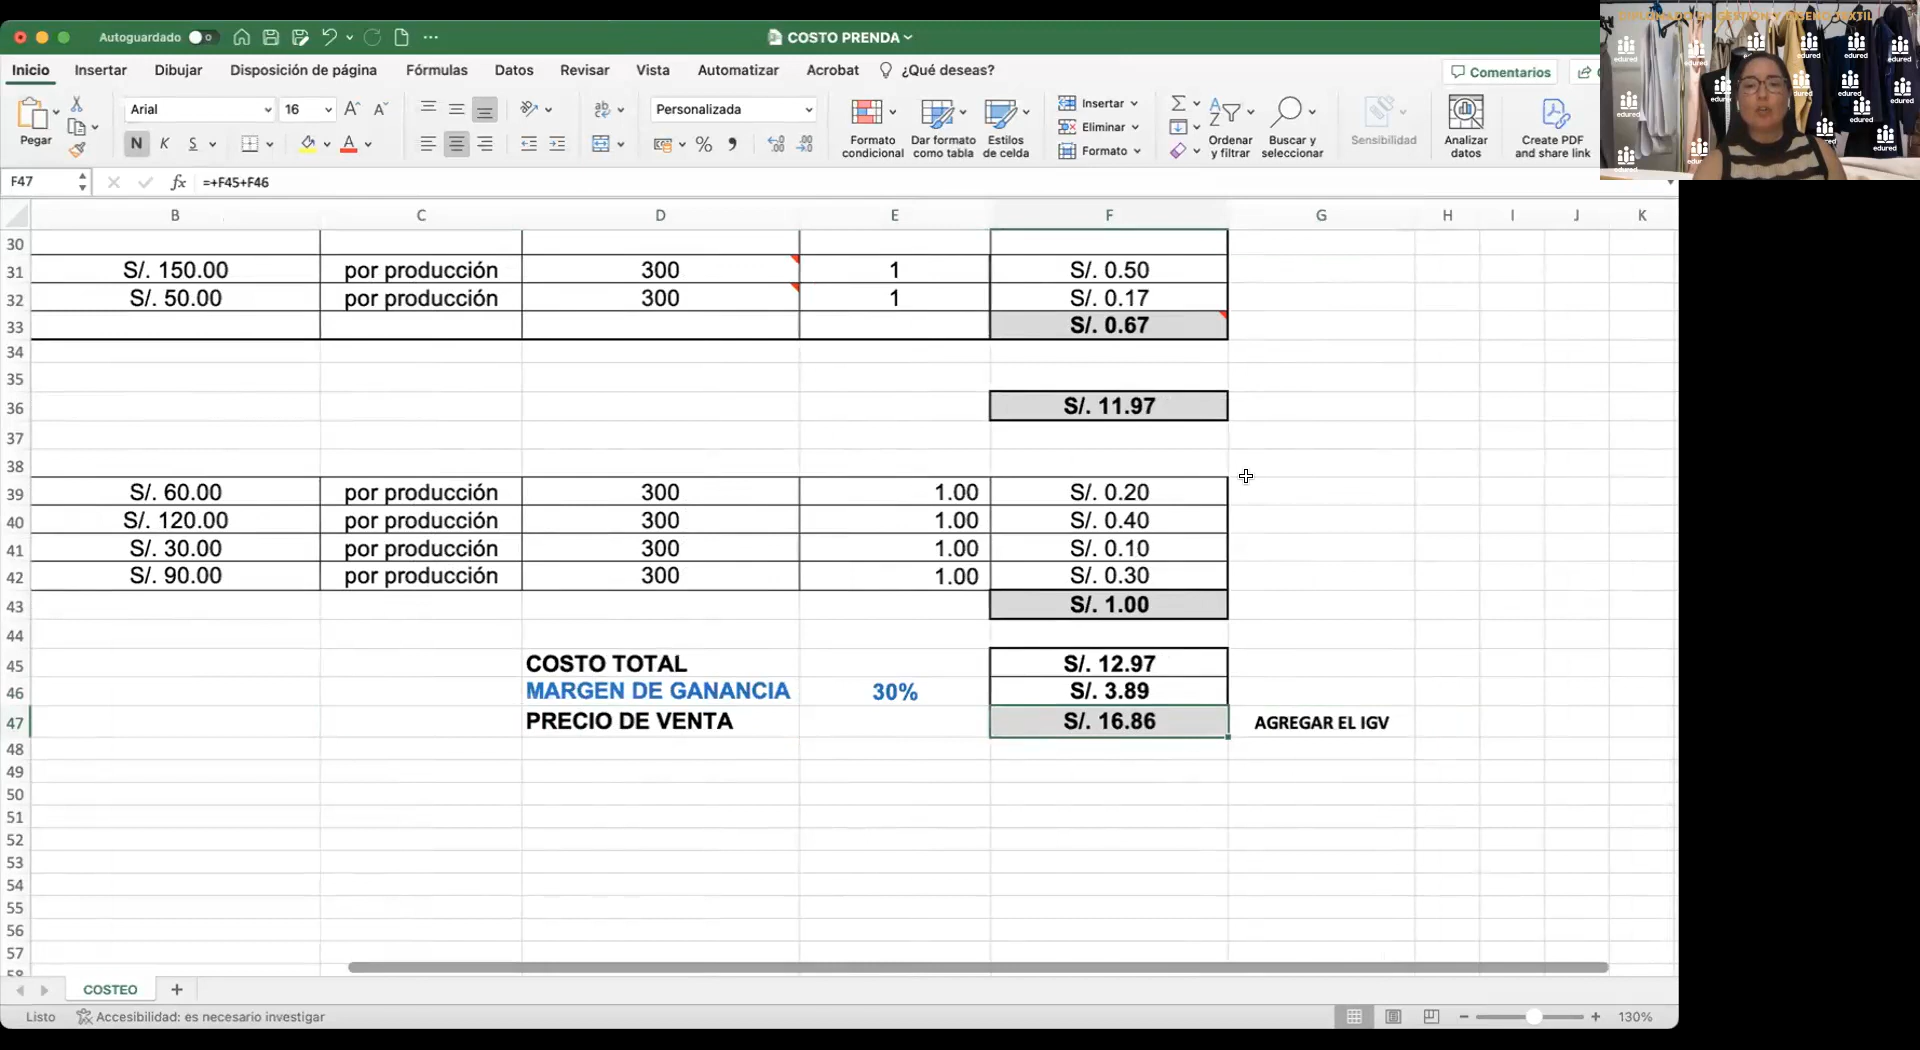 Autoguardado
COSTO PRENDA
Inicio Insertar Dibujar Disposición de página Fórmulas Datos Revisar Vista Automatizar Acrobat ¿Qué deseas? Comentarios
Pegar Arial 16 N K S A Personalizada % Formato condicional Dar formato como tabla Estilos de celda Insertar Eliminar Formato Ordenar y filtrar Buscar y seleccionar Sensibilidad Analizar datos Create PDF and share link
F47 fx =+F45+F46
B C D E F G H I J K
30
31 S/. 150.00 por producción 300 1 S/. 0.50
32 S/. 50.00 por producción 300 1 S/. 0.17
33 S/. 0.67
34
35
36 S/. 11.97
37
38
39 S/. 60.00 por producción 300 1.00 S/. 0.20
40 S/. 120.00 por producción 300 1.00 S/. 0.40
41 S/. 30.00 por producción 300 1.00 S/. 0.10
42 S/. 90.00 por producción 300 1.00 S/. 0.30
43 S/. 1.00
44
45 COSTO TOTAL S/. 12.97
46 MARGEN DE GANANCIA 30% S/. 3.89
47 PRECIO DE VENTA S/. 16.86 AGREGAR EL IGV
48
49
50
51
52
53
54
55
56
57
COSTEO
Listo Accesibilidad: es necesario investigar 130%
edured